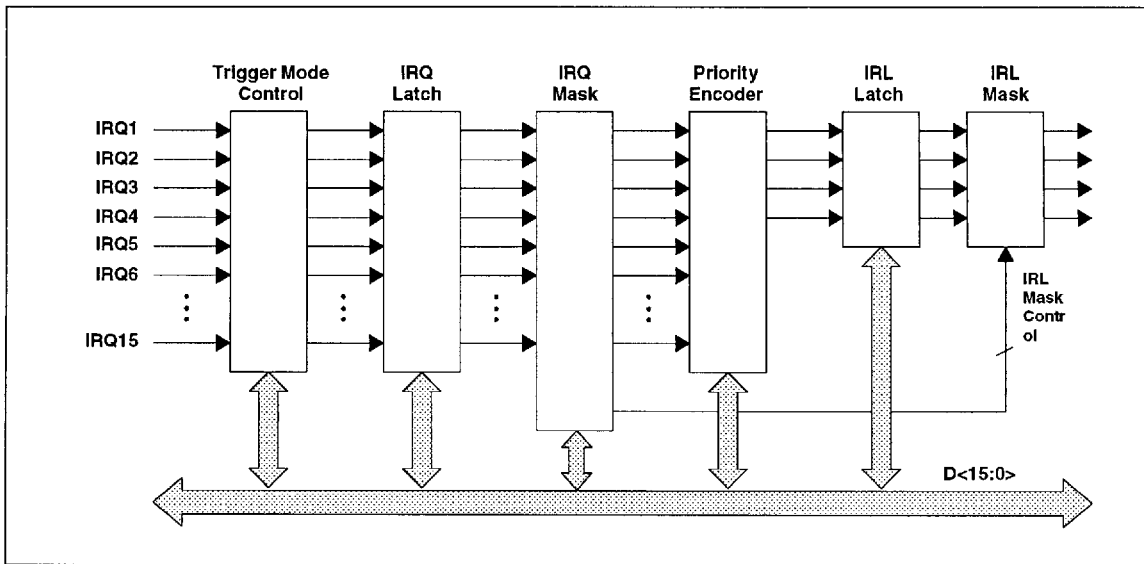 Trigger Mode
Control
IRQ
Latch
IRQ
Mask
Priority
Encoder
IRL
Latch
IRL
Mask
IRQ1
IRQ2
IRQ3
IRQ4
IRQ5
IRQ6
IRQ15
IRL
Mask
Contr
ol
D<15:0>